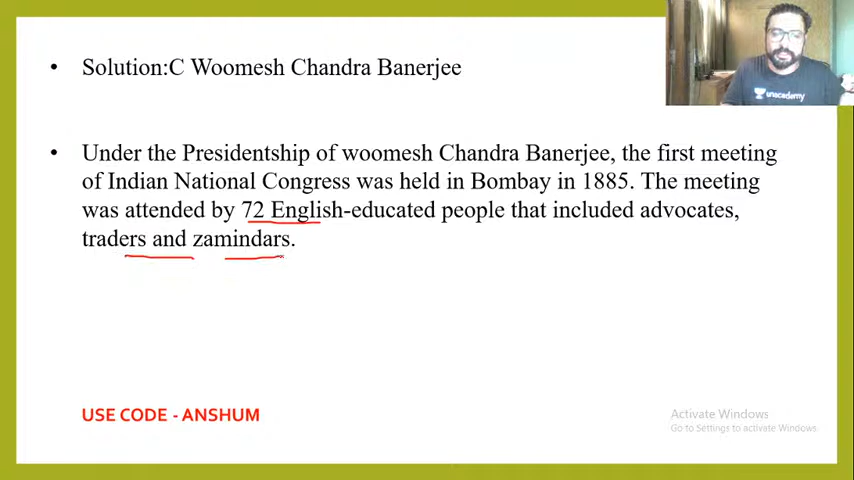 • Solution:C Woomesh Chandra Banerjee
unacademy
• Under the Presidentship of woomesh Chandra Banerjee, the first meeting
of Indian National Congress was held in Bombay in 1885. The meeting
was attended by 72 English-educated people that included advocates,
traders and zamindars.
USE CODE - ANSHUM
Activate Windows
Go to Settings to activate Windows.